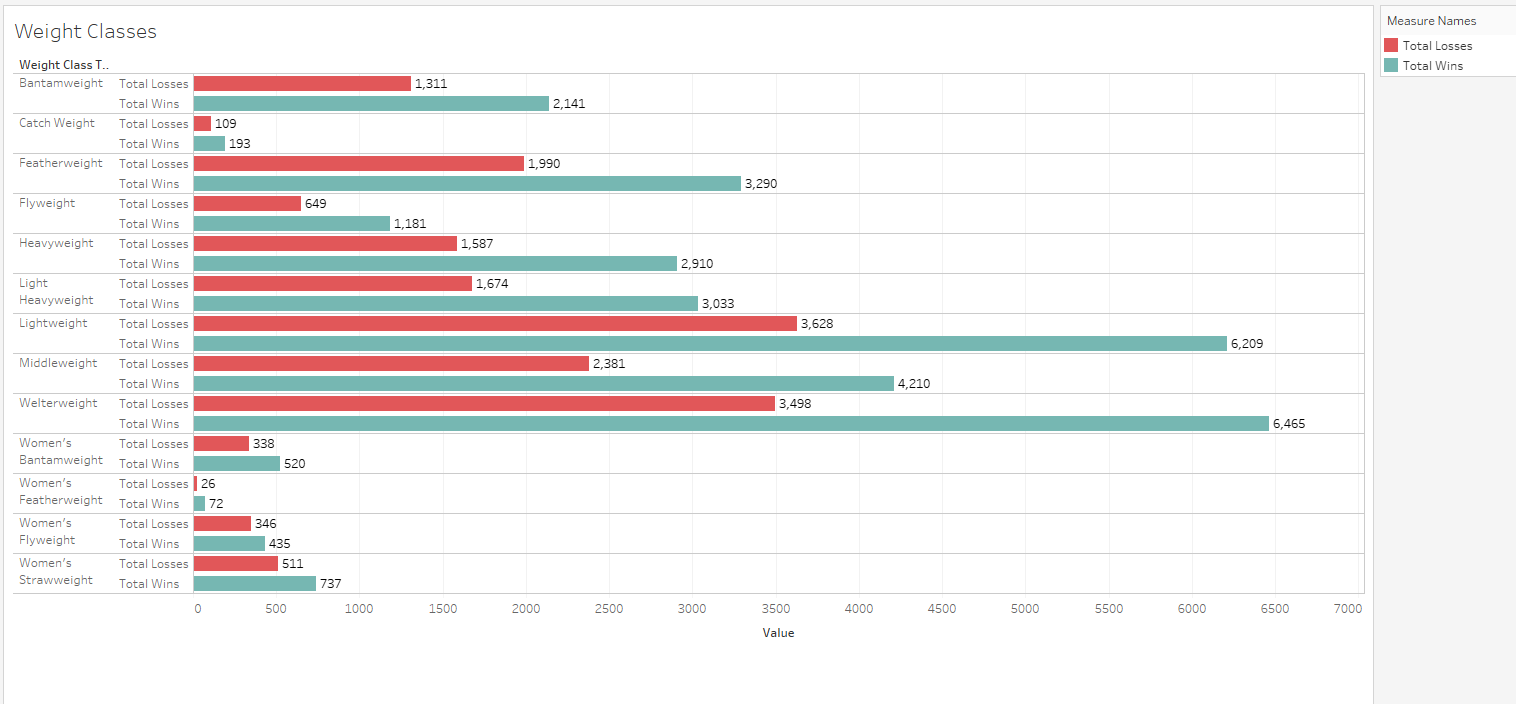 Weight Classes
Weight Class T..
Bantamweight Total Losses 1,311
Total Wins 2,141
Catch Weight Total Losses 109
Total Wins 193
Featherweight Total Losses 1,990
Total Wins 3,290
Flyweight Total Losses 649
Total Wins 1,181
Heavyweight Total Losses 1,587
Total Wins 2,910
Light Total Losses 1,674
Heavyweight Total Wins 3,033
Lightweight Total Losses 3,628
Total Wins 6,209
Middleweight Total Losses 2,381
Total Wins 4,210
Welterweight Total Losses 3,498
Total Wins 6,465
Women's Total Losses 338
Bantamweight Total Wins 520
Women's Total Losses 26
Featherweight Total Wins 72
Women's Total Losses 346
Flyweight Total Wins 435
Women's Total Losses 511
Strawweight Total Wins 737
0 500 1000 1500 2000 2500 3000 3500 4000 4500 5000 5500 6000 6500 7000
Value
Measure Names
Total Losses
Total Wins